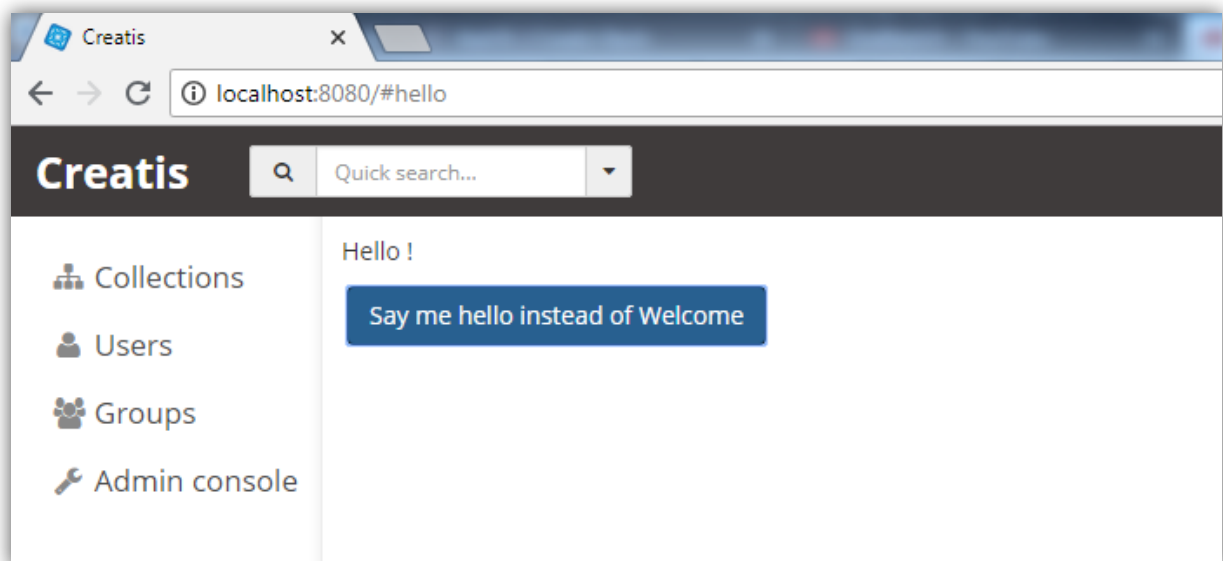 Creatis
localhost:8080/#hello
Creatis
Quick search...
Collections
Users
Groups
Admin console
Hello !
Say me hello instead of Welcome